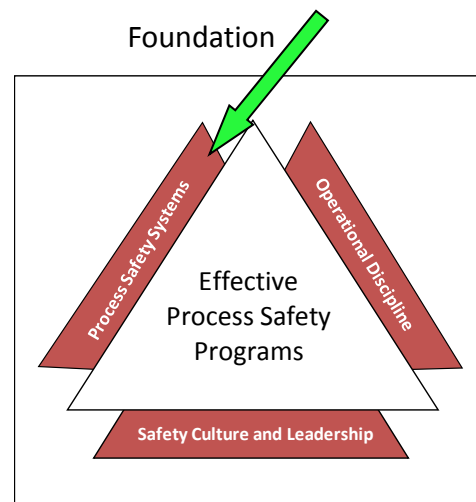 Foundation
Process Safety Systems
Operational Discipline
Effective
Process Safety
Programs
Safety Culture and Leadership